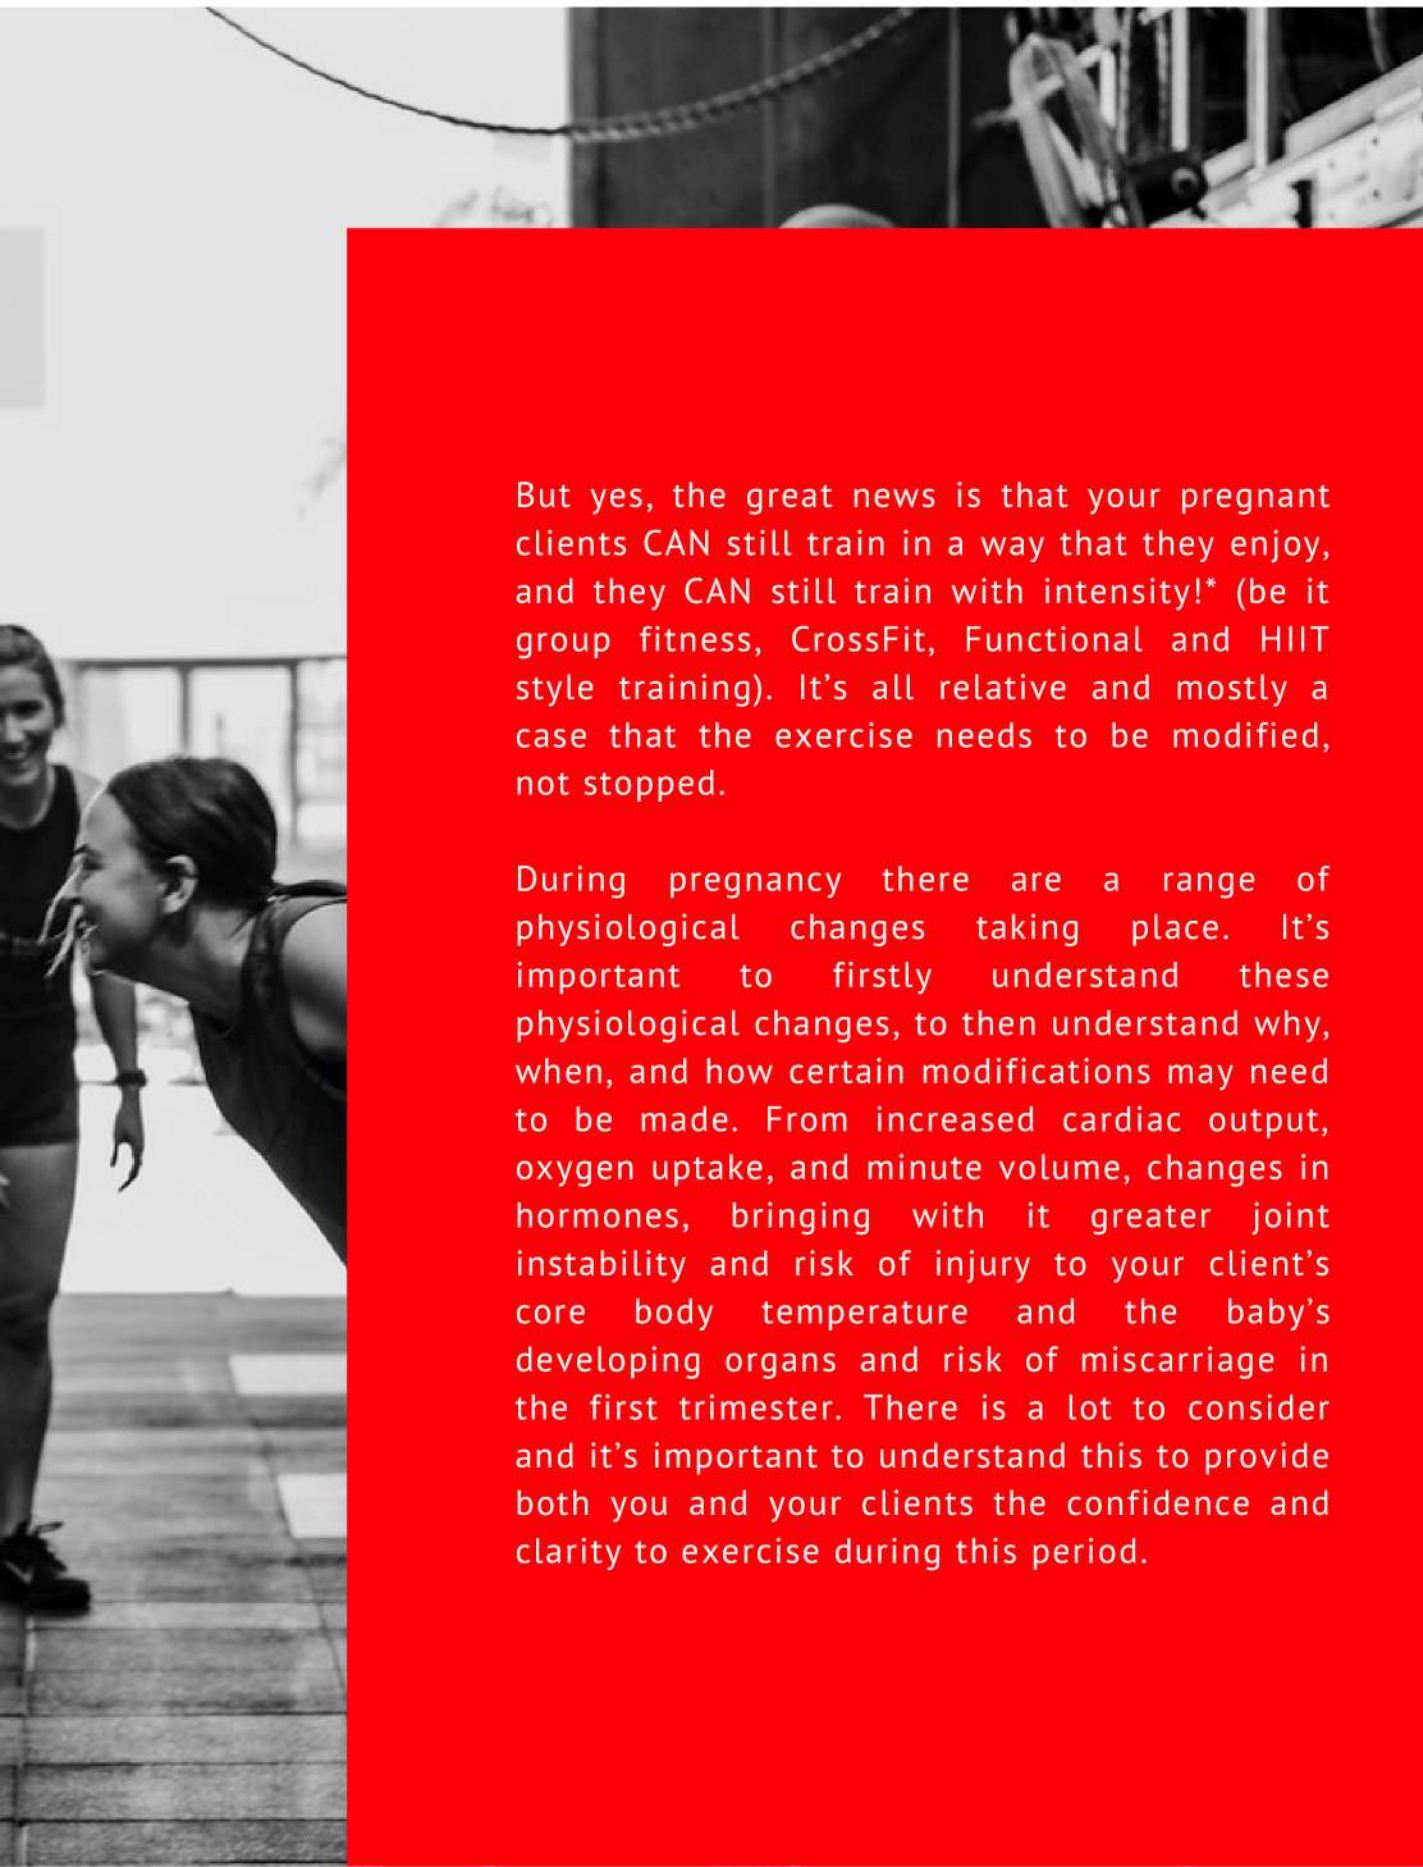 But yes, the great news is that your pregnant
clients CAN still train in a way that they enjoy,
and they CAN still train with intensity!* (be it
group fitness, CrossFit, Functional and HIIT
style training). It's all relative and mostly a
case that the exercise needs to be modified,
not stopped.
During pregnancy there are a range of
physiological changes taking place. It's
important to firstly understand these
physiological changes, to then understand why,
when, and how certain modifications may need
to be made. From increased cardiac output,
oxygen uptake, and minute volume, changes in
hormones, bringing with it greater joint
instability and risk of injury to your client's
core body temperature and the baby's
developing organs and risk of miscarriage in
the first trimester. There is a lot to consider
and it's important to understand this to provide
both you and your clients the confidence and
clarity to exercise during this period.